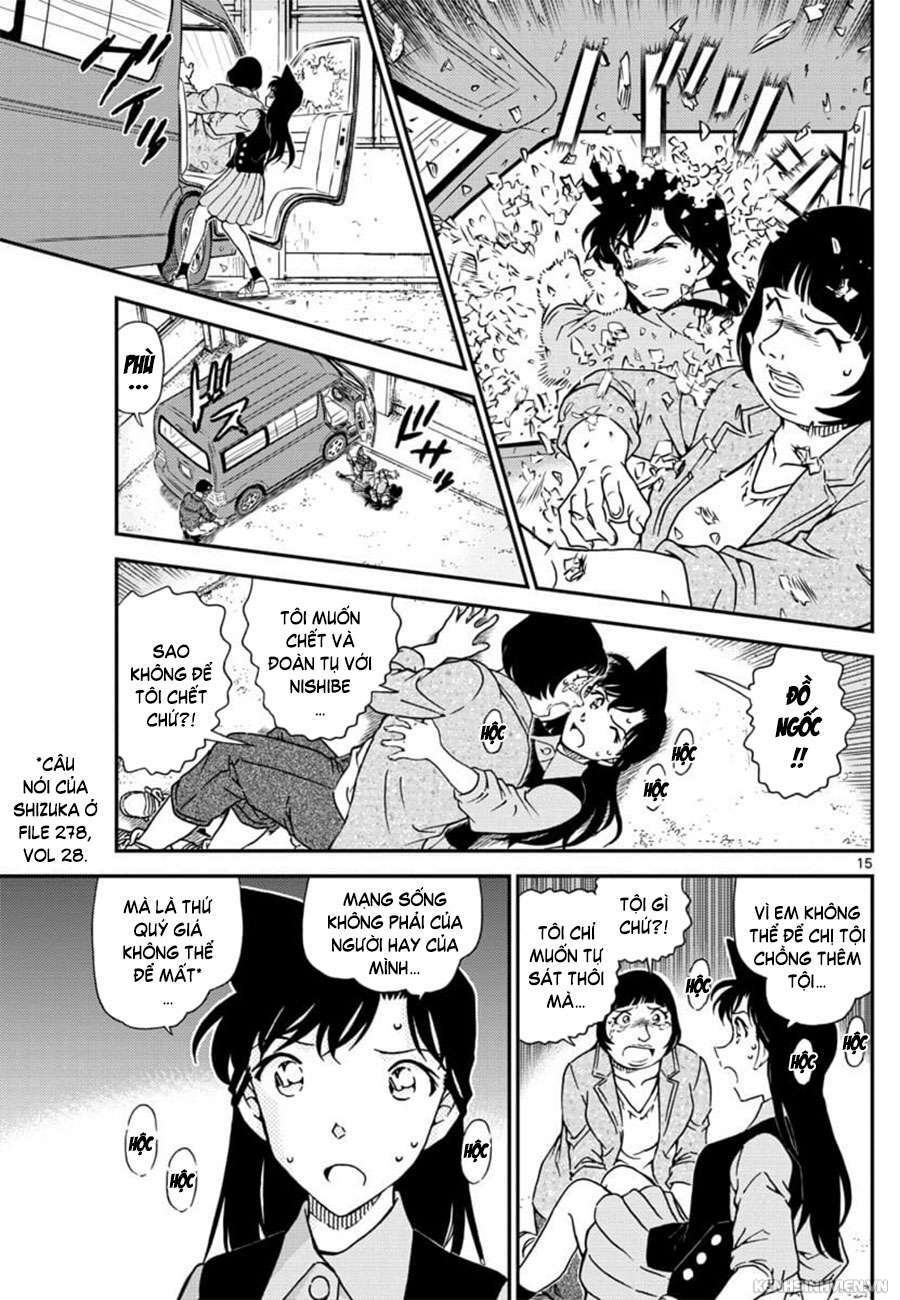 PHÙ
...
ĐỒ
NGỐC
!!
TÔI MUỐN
CHẾT VÀ
ĐOÀN TỤ VỚI
NISHIBE
...
SAO
KHÔNG ĐỂ
TÔI CHẾT
CHỨ?!
HỘC
HỘC
HỘC
*CÂU
NÓI CỦA
SHIZUKA Ở
FILE 278,
VOL 28.
15
VÌ EM KHÔNG
THỂ ĐỂ CHỊ TỘI
CHỒNG THÊM
TỘI...
HỘC
HỘC
HỘC
TỘI GÌ
CHỨ?!
TÔI CHỈ
MUỐN TỰ
SÁT THÔI
MÀ...
MẠNG SỐNG
KHÔNG PHẢI CỦA
NGƯỜI HAY CỦA
MÌNH...
MÀ LÀ THỨ
QUÝ GIÁ
KHÔNG THỂ
ĐỂ MẤT*
...
HỘC
HỘC
HỘC
HỘC
KENHSINHVIEN.VN